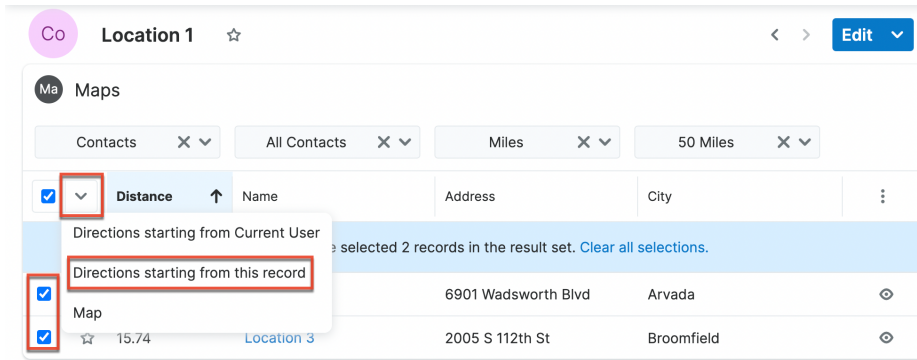 Co Location 1 Edit
Ma Maps
Contacts All Contacts Miles 50 Miles
Distance Name Address City
Directions starting from Current User
selected 2 records in the result set. Clear all selections.
Directions starting from this record
6901 Wadsworth Blvd Arvada
Map
15.74 Location 3 2005 S 112th St Broomfield